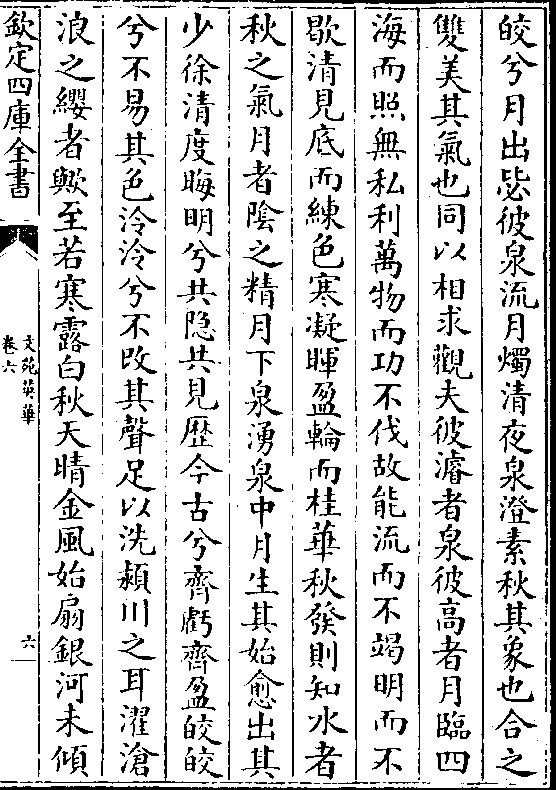 皎兮月出毖彼泉流月燭清夜泉澄素秋其象也合之
雙美其氣也同以相求觀夫彼濬者泉彼高者月臨四
海而照無私利萬物而功不伐故能流而不竭明而不
歇清見底而練色寒凝暉盈輪而桂華秋發則知水者
秋之氣月者陰之精月下泉湧泉中月生其始愈出其
少徐清度晦明兮共隐共見歴今古兮齊虧齊盈皎皎
兮不易其色泠泠兮不改其聲足以洗潁川之耳濯滄
浪之纓者歟至若寒露白秋天晴金風始扇銀河未傾
欽定四庫全書
文苑英華
卷六
六